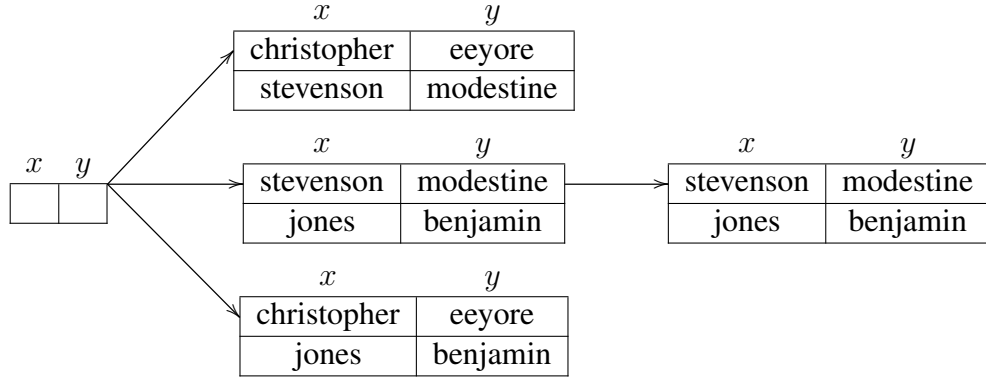 x y
christopher eeyore
stevenson modestine
x y
x y
stevenson modestine
jones benjamin
x y
stevenson modestine
jones benjamin
x y
christopher eeyore
jones benjamin